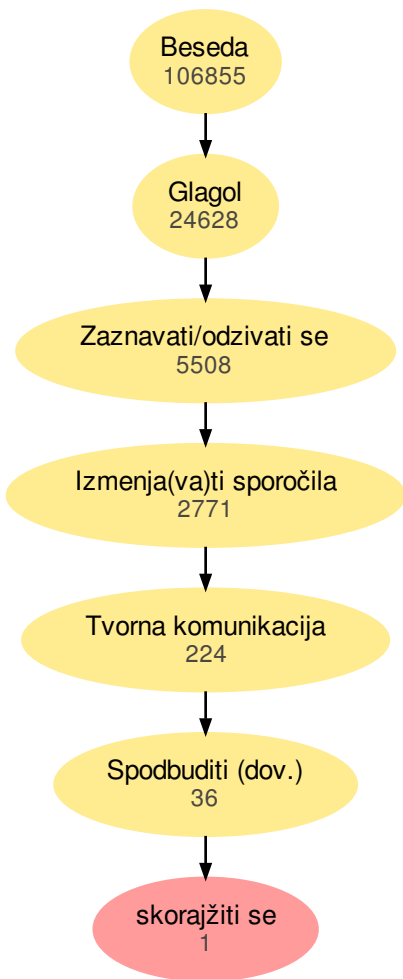 Beseda
106855
Glagol
24628
Zaznavati/odzivati se
5508
Izmenja(va)ti sporočila
2771
Tvorna komunikacija
224
Spodbuditi (dov.)
36
skorajžiti se
1